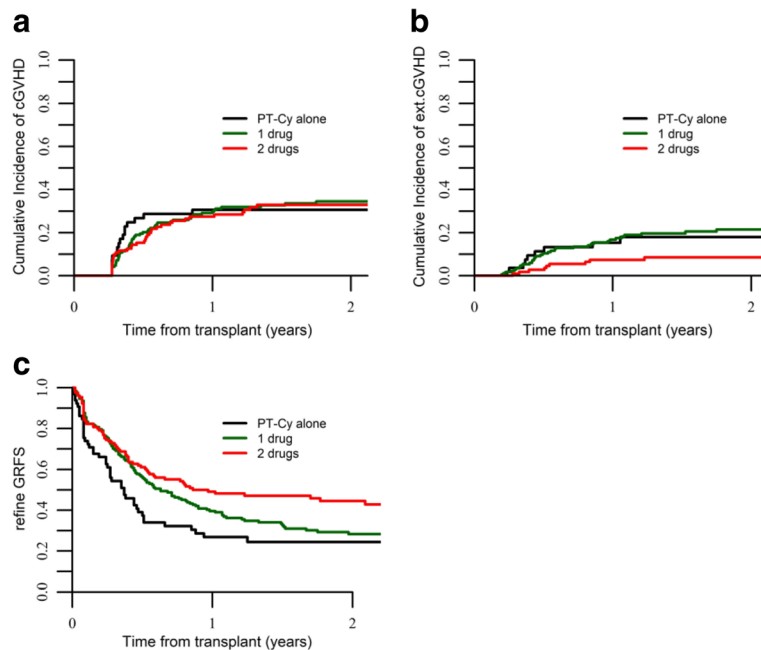 a
Cumulative Incidence of cGVHD
1.0
0.8
0.6
0.4
0.2
0.0
PT-Cy alone
1 drug
2 drugs
0
1
2
Time from transplant (years)
b
Cumulative Incidence of ext.cGVHD
1.0
0.8
0.6
0.4
0.2
0.0
PT-Cy alone
1 drug
2 drugs
0
1
2
Time from transplant (years)
c
refine GRFS
1.0
0.8
0.6
0.4
0.2
0.0
PT-Cy alone
1 drug
2 drugs
0
1
2
Time from transplant (years)